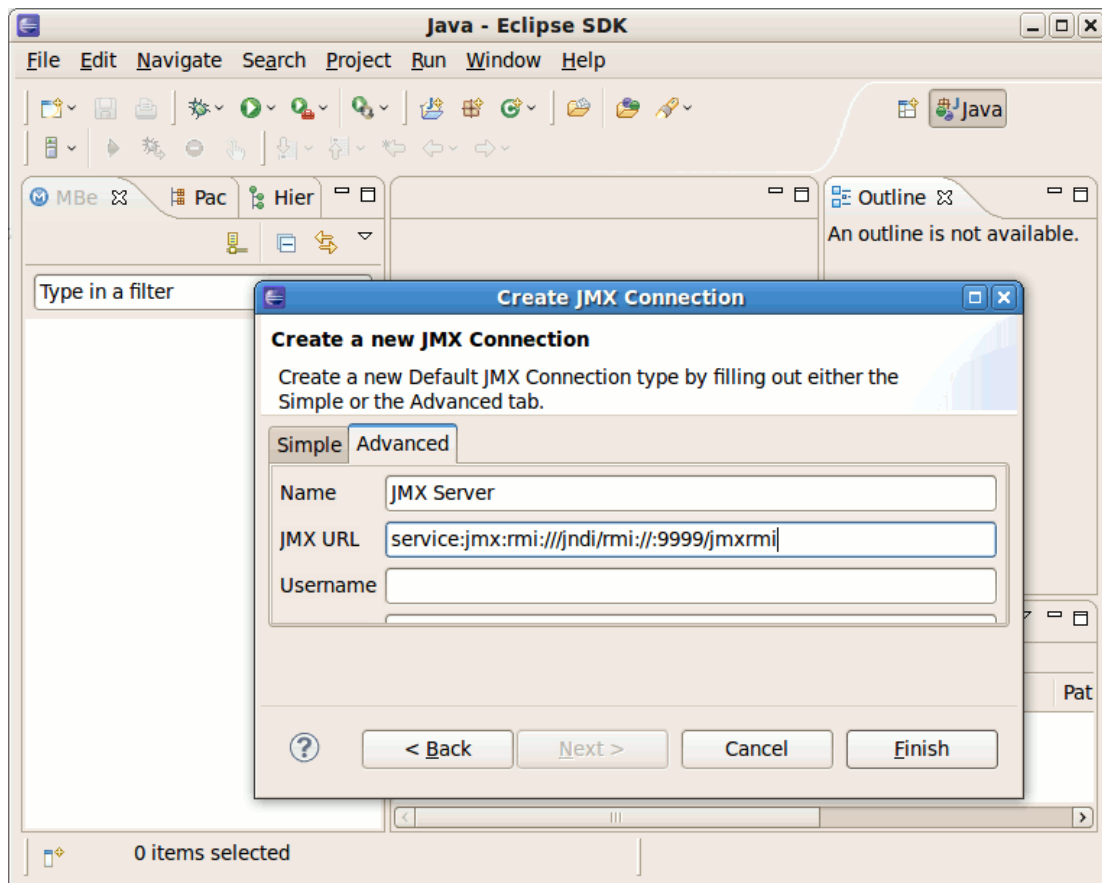 Java - Eclipse SDK
File Edit Navigate Search Project Run Window Help
Java
MBe Pac Hier Outline
An outline is not available.
Type in a filter
Create JMX Connection
Create a new JMX Connection
Create a new Default JMX Connection type by filling out either the
Simple or the Advanced tab.
Simple Advanced
Name JMX Server
JMX URL service:jmx:rmi:///jndi/rmi://:9999/jmxrmi
Username
Pat
< Back Next > Cancel Finish
0 items selected